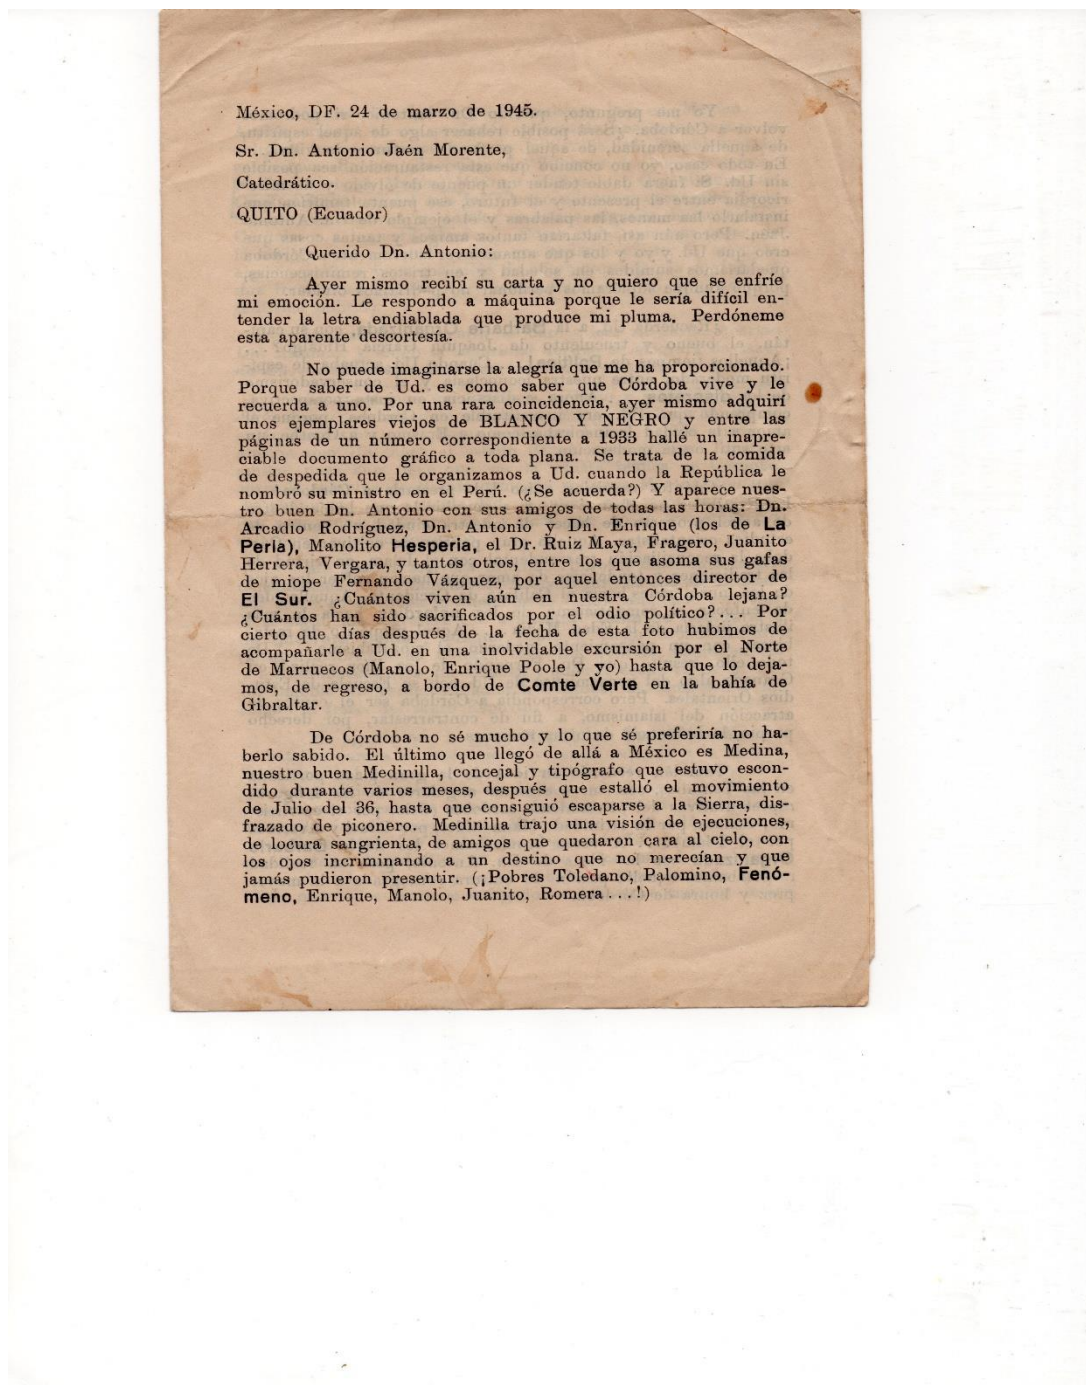 México, DF. 24 de marzo de 1945.
Sr. Dn. Antonio Jaén Morente,
Catedrático.
QUITO (Ecuador)
Querido Dn. Antonio:
Ayer mismo recibí su carta y no quiero que se enfríe
mi emoción. Le respondo a máquina porque le sería difícil en-
tender la letra endiablada que produce mi pluma. Perdóneme
esta aparente descortesía.
No puede imaginarse la alegría que me ha proporcionado.
Porque saber de Ud. es como saber que Córdoba vive y le
recuerda a uno. Por una rara coincidencia, ayer mismo adquirí
unos ejemplares viejos de BLANCO Y NEGRO y entre las
páginas de un número correspondiente a 1933 hallé un inapre-
ciable documento gráfico a toda plana. Se trata de la comida
de despedida que le organizamos a Ud. cuando la República le
nombró su ministro en el Perú. (¿Se acuerda?) Y aparece nues-
tro buen Dn. Antonio con sus amigos de todas las horas: Dn.
Arcadio Rodríguez, Dn. Antonio y Dn. Enrique (los de La
Perla), Manolito Hesperia, el Dr. Ruiz Maya, Fragero, Juanito
Herrera, Vergara, y tantos otros, entre los que asoma sus gafas
de miope Fernando Vázquez, por aquel entonces director de
El Sur. ¿Cuántos viven aún en nuestra Córdoba lejana?
¿Cuántos han sido sacrificados por el odio político?... Por
cierto que días después de la fecha de esta foto hubimos de
acompañarle a Ud. en una inolvidable excursión por el Norte
de Marruecos (Manolo, Enrique Poole y yo) hasta que lo deja-
mos, de regreso, a bordo de Comte Verte en la bahía de
Gibraltar.
De Córdoba no sé mucho y lo que sé preferiría no ha-
berlo sabido. El último que llegó de allá a México es Medina,
nuestro buen Medinilla, concejal y tipógrafo que estuvo escon-
dido durante varios meses, después que estalló el movimiento
de Julio del 36, hasta que consiguió escaparse a la Sierra, dis-
frazado de piconero. Medinilla trajo una visión de ejecuciones,
de locura sangrienta, de amigos que quedaron cara al cielo, con
los ojos incriminando a un destino que no merecían y que
jamás pudieron presentir. (¡Pobres Toledano, Palomino, Fenó-
meno, Enrique, Manolo, Juanito, Romera...!)